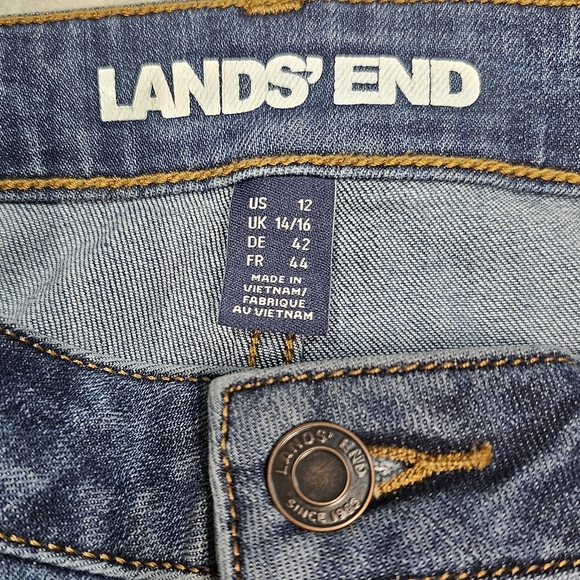 LANDS' END
US 12
UK 14/16
DE 42
FR 44
MADE IN
VIETNAM/
FABRIQUE
AU VIETNAM
LANDS' END
SINCE 1963